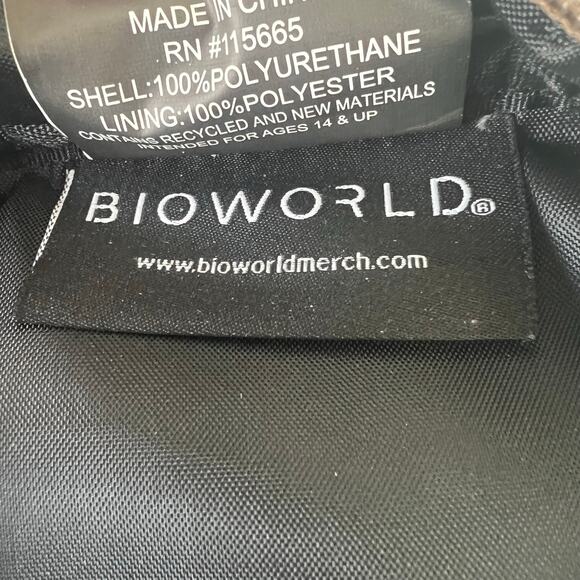 MADE IN CHIN
RN #115665
SHELL:100%POLYURETHANE
LINING:100%POLYESTER
CONTAINS RECYCLED AND NEW MATERIALS
INTENDED FOR AGES 14 & UP
BIOWORLD®
www.bioworldmerch.com